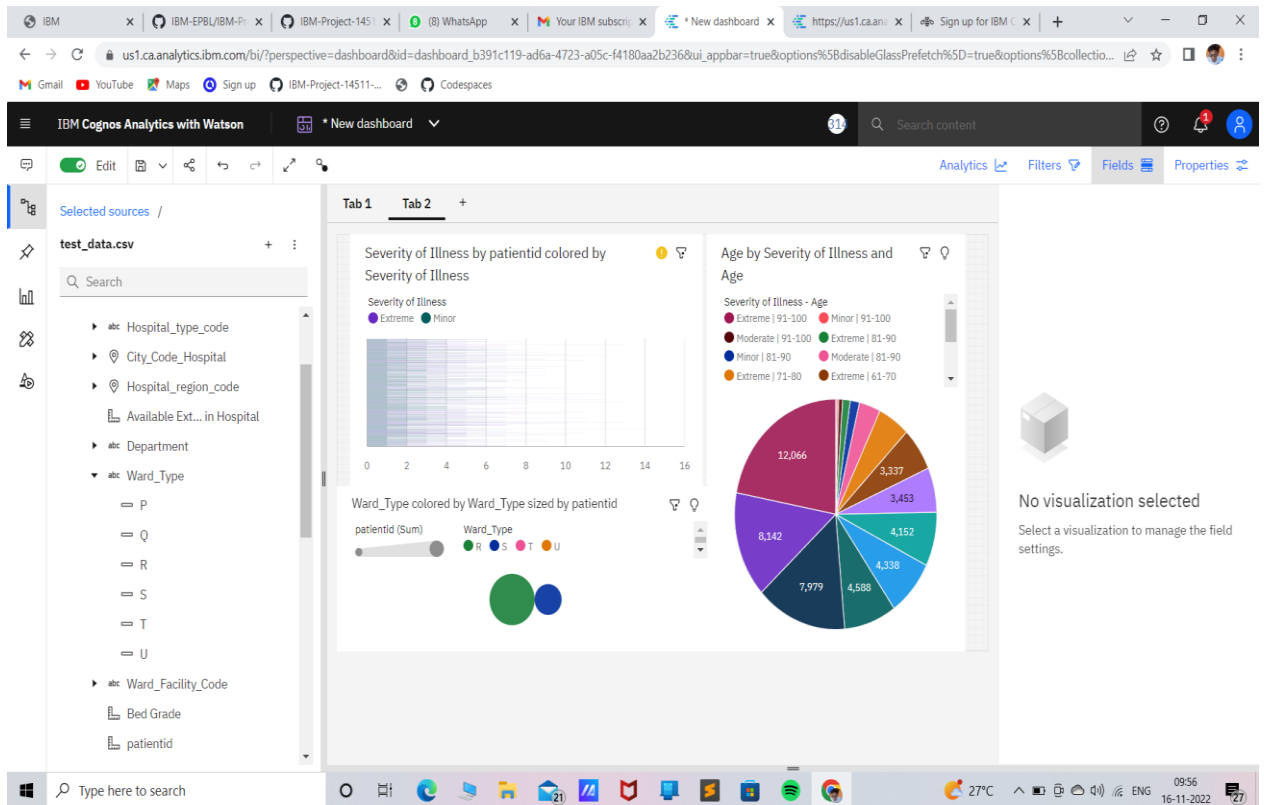 IBM
IBM-EPBL/IBM-Pr
IBM-Project-1451
(8) WhatsApp
Your IBM subscrip
* New dashboard
https://us1.ca.ana
Sign up for IBM C
us1.ca.analytics.ibm.com/bi/?perspective=dashboard&id=dashboard_b391c119-ad6a-4723-a05c-f4180aa2b236&ui_appbar=true&options%5BdisableGlassPrefetch%5D=true&options%5Bcollectio...
Gmail YouTube Maps Sign up IBM-Project-14511-... Codespaces
IBM Cognos Analytics with Watson
* New dashboard
314
Search content
1
Edit
Analytics Filters Fields Properties
Selected sources /
test_data.csv
Search
abc Hospital_type_code
City_Code_Hospital
Hospital_region_code
Available Ext... in Hospital
abc Department
abc Ward_Type
P
Q
R
S
T
U
abc Ward_Facility_Code
Bed Grade
patientid
Tab 1 Tab 2 +
Severity of Illness by patientid colored by
Severity of Illness
Severity of Illness
Extreme Minor
0 2 4 6 8 10 12 14 16
Ward_Type colored by Ward_Type sized by patientid
patientid (Sum)
Ward_Type
R S T U
Age by Severity of Illness and
Age
Severity of Illness - Age
Extreme | 91-100 Minor | 91-100
Moderate | 91-100 Extreme | 81-90
Minor | 81-90 Moderate | 81-90
Extreme | 71-80 Extreme | 61-70
12,066
3,337
3,453
8,142
4,152
4,338
7,979
4,588
No visualization selected
Select a visualization to manage the field
settings.
Type here to search
21
27°C
ENG
09:56
16-11-2022
27